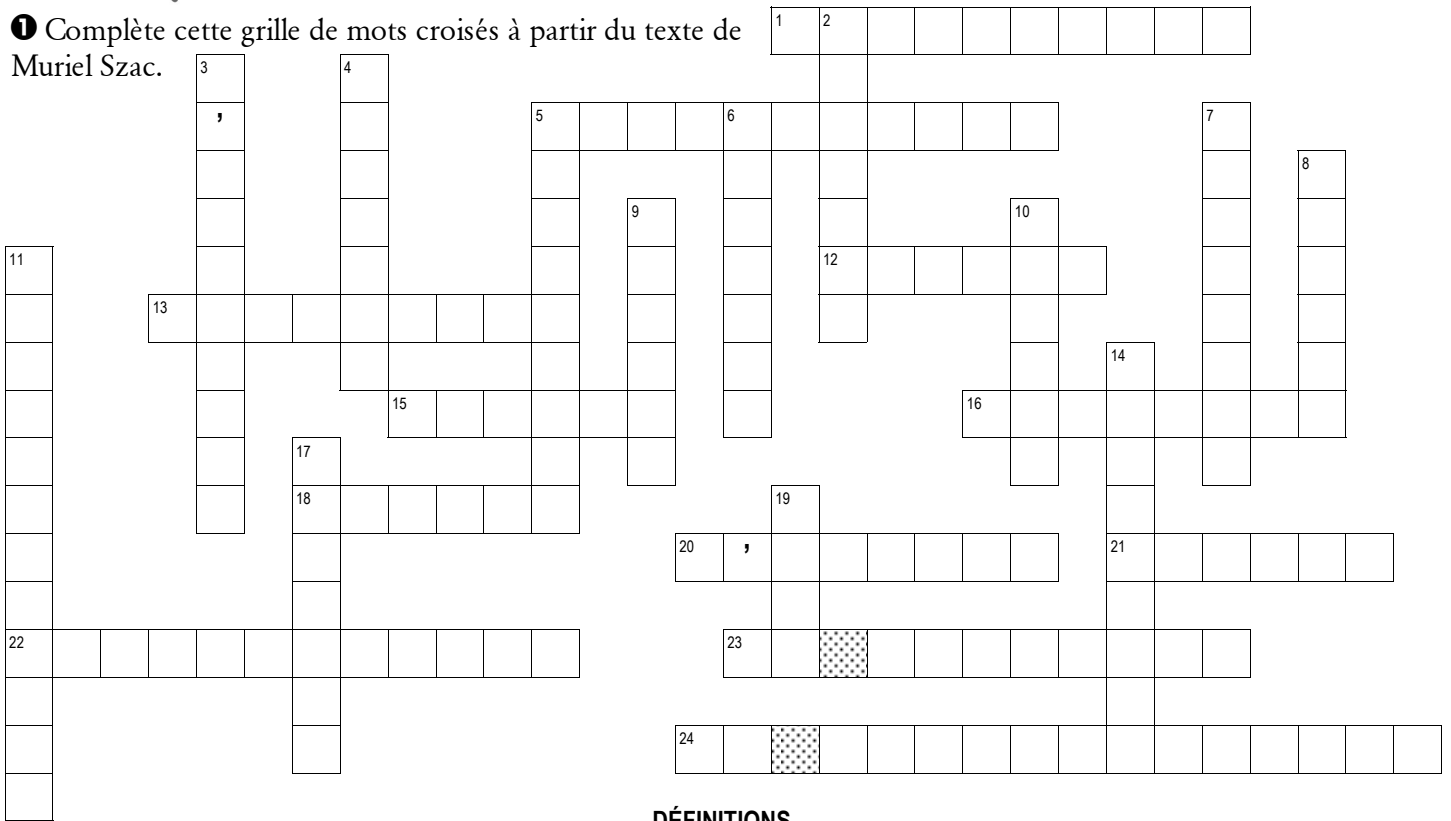 ❶ Complète cette grille de mots croisés à partir du texte de
Muriel Szac.
1 2
3 4
’ 5 6 7
8
9 10
11 12
13
14
15 16
17
18 19
20 ’ 21
22 23
24
DÉFINITIONS